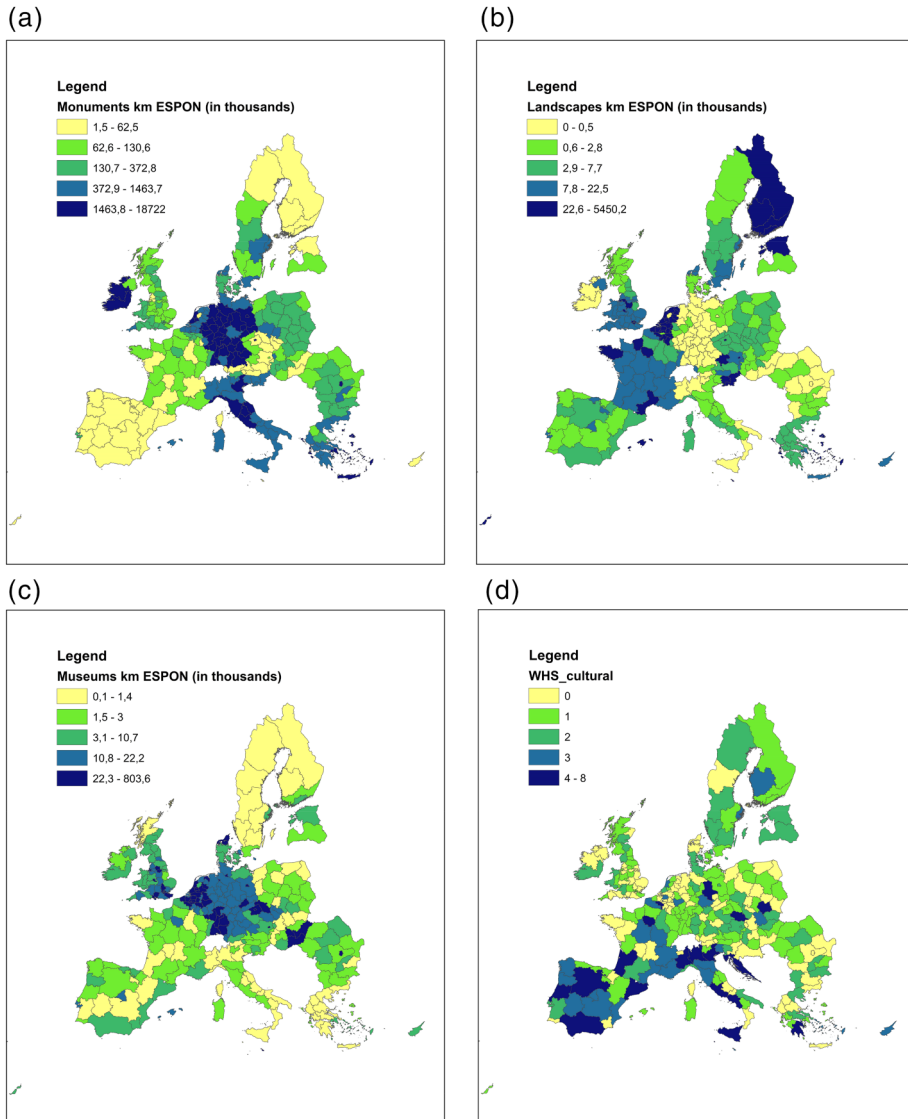 (a)
Legend
Monuments km ESPON (in thousands)
1,5 - 62,5
62,6 - 130,6
130,7 - 372,8
372,9 - 1463,7
1463,8 - 18722
(b)
Legend
Landscapes km ESPON (in thousands)
0 - 0,5
0,6 - 2,8
2,9 - 7,7
7,8 - 22,5
22,6 - 5450,2
(c)
Legend
Museums km ESPON (in thousands)
0,1 - 1,4
1,5 - 3
3,1 - 10,7
10,8 - 22,2
22,3 - 803,6
(d)
Legend
WHS_cultural
0
1
2
3
4 - 8